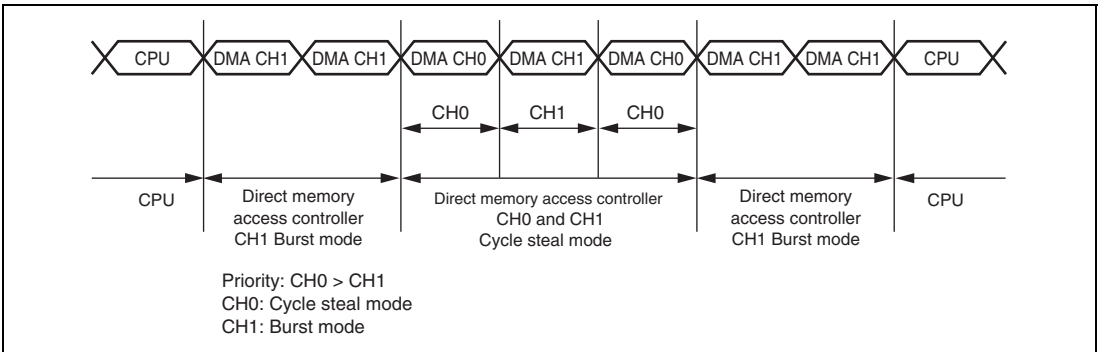 CPU DMA CH1 DMA CH1 DMA CH0 DMA CH1 DMA CH0 DMA CH1 DMA CH1 CPU
CH0 CH1 CH0
CPU
Direct memory
access controller
CH1 Burst mode
Direct memory access controller
CH0 and CH1
Cycle steal mode
Direct memory
access controller
CH1 Burst mode
CPU
Priority: CH0 > CH1
CH0: Cycle steal mode
CH1: Burst mode